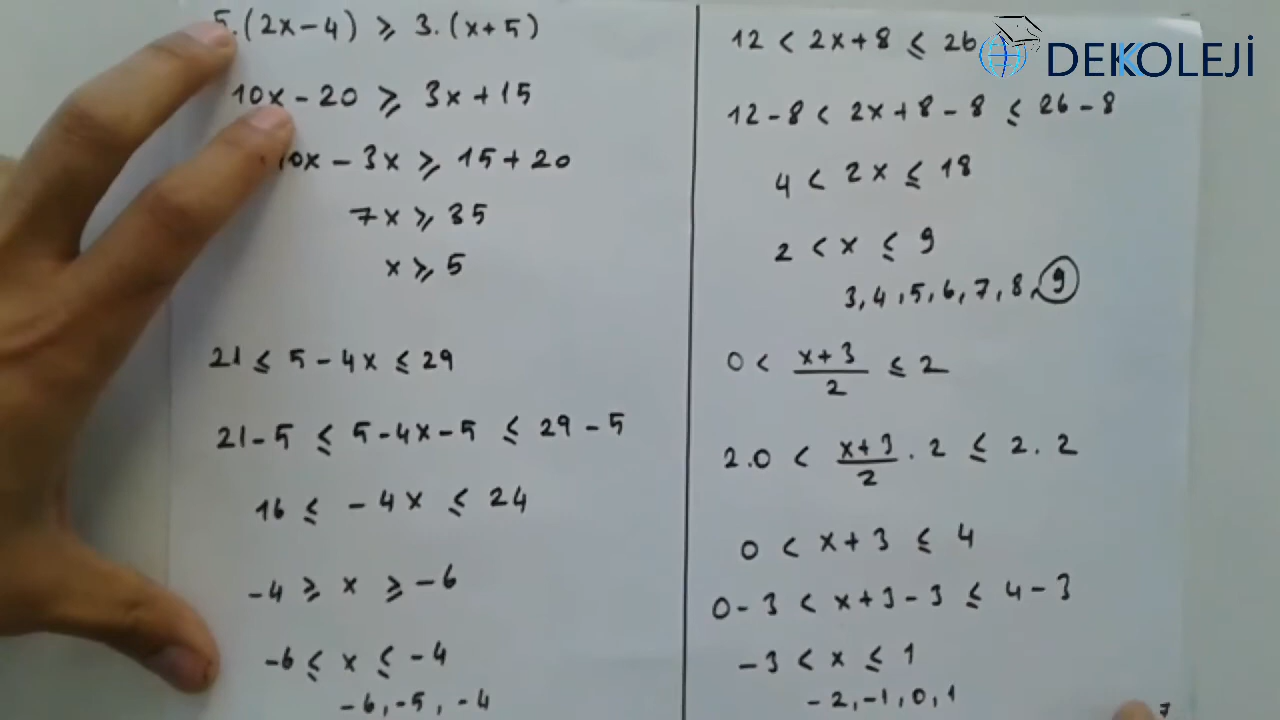 5.(2x-4) ⩾ 3.(x+5)
10x - 20 ⩾ 3x + 15
10x - 3x ⩾ 15 + 20
7x ⩾ 35
x ⩾ 5
21 ≤ 5 - 4x ≤ 29
21 - 5 ≤ 5 - 4x - 5 ≤ 29 - 5
16 ≤ - 4x ≤ 24
-4 ⩾ x ⩾ -6
-6 ≤ x ≤ -4
-6, -5, -4
12 < 2x + 8 ≤ 26
DEKOLEJİ
12 - 8 < 2x + 8 - 8 ≤ 26 - 8
4 < 2x ≤ 18
2 < x ≤ 9
3, 4, 5, 6, 7, 8, 9
0 < (x+3)/2 ≤ 2
2.0 < (x+3)/2 . 2 ≤ 2.2
0 < x + 3 ≤ 4
0 - 3 < x + 3 - 3 ≤ 4 - 3
-3 < x ≤ 1
-2, -1, 0, 1
7